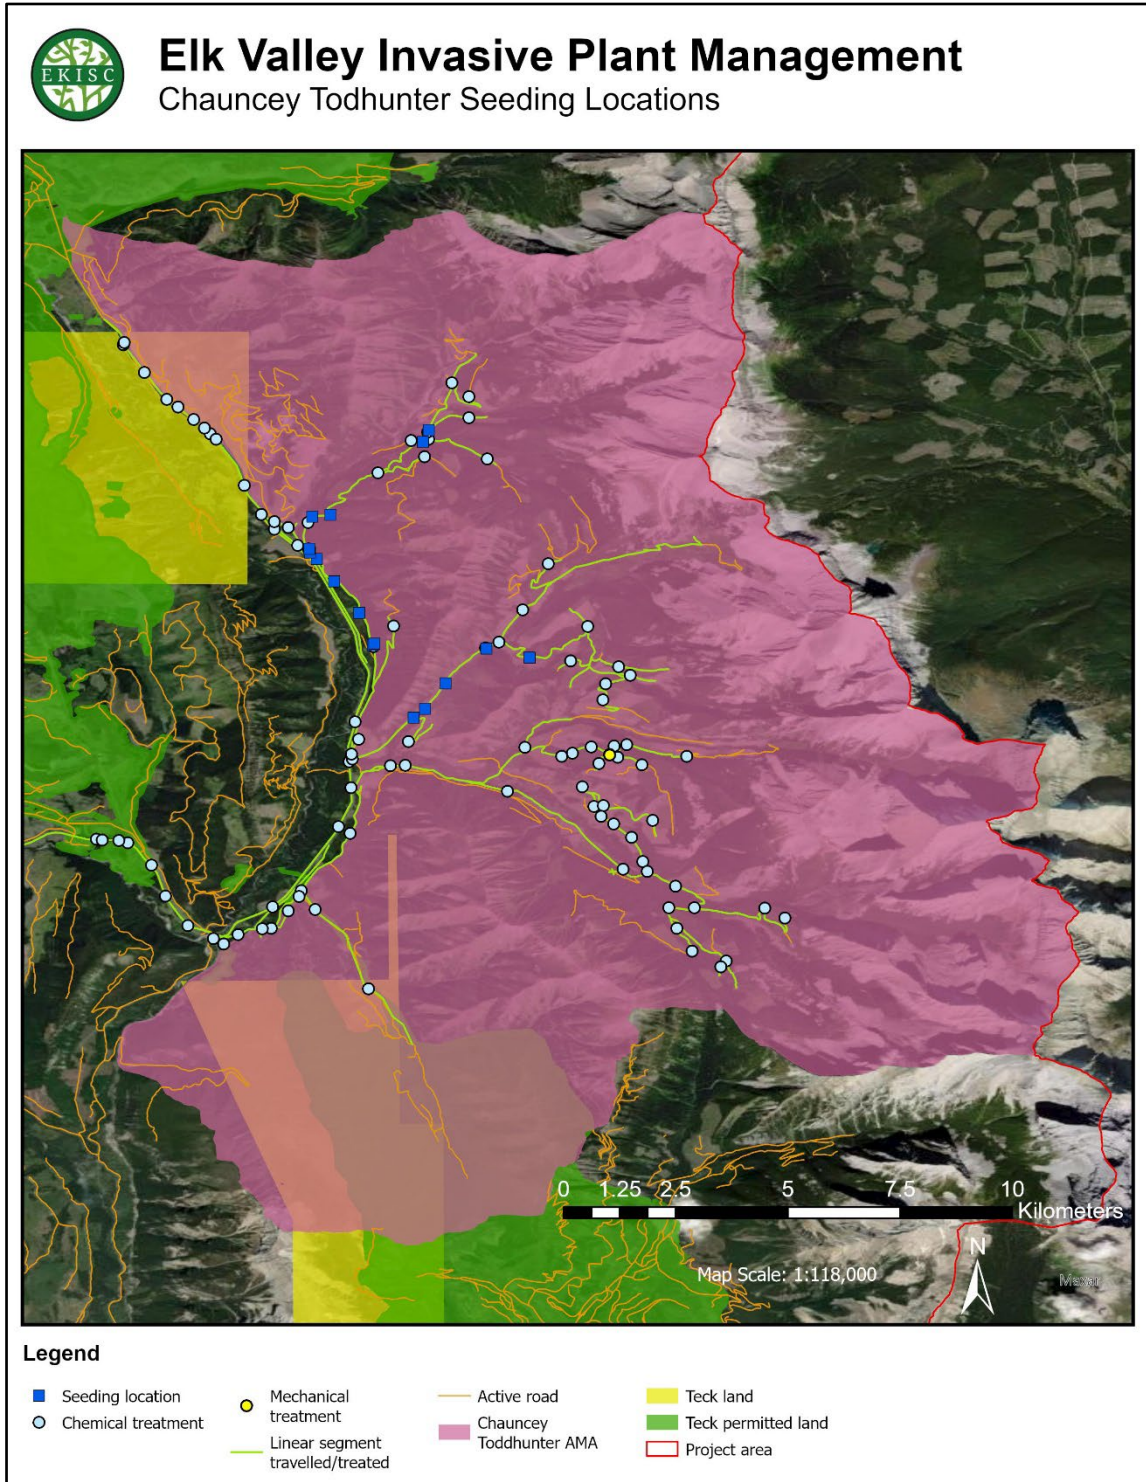 EKISC
Elk Valley Invasive Plant Management
Chauncey Todhunter Seeding Locations
0 1.25 2.5 5 7.5 10
Kilometers
N
Map Scale: 1:118,000
Maxar
Legend
Seeding location
Chemical treatment
Mechanical
treatment
Linear segment
travelled/treated
Active road
Chauncey
Toddhunter AMA
Teck land
Teck permitted land
Project area